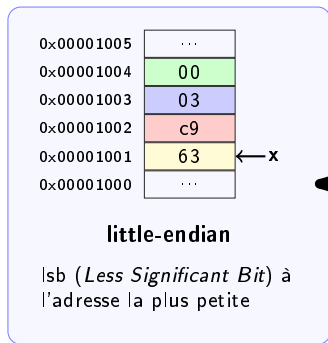 0x00001005 ...
0x00001004 00
0x00001003 03
0x00001002 c9
0x00001001 63 x
0x00001000 ...
little-endian
lsb (Less Significant Bit) à
l'adresse la plus petite